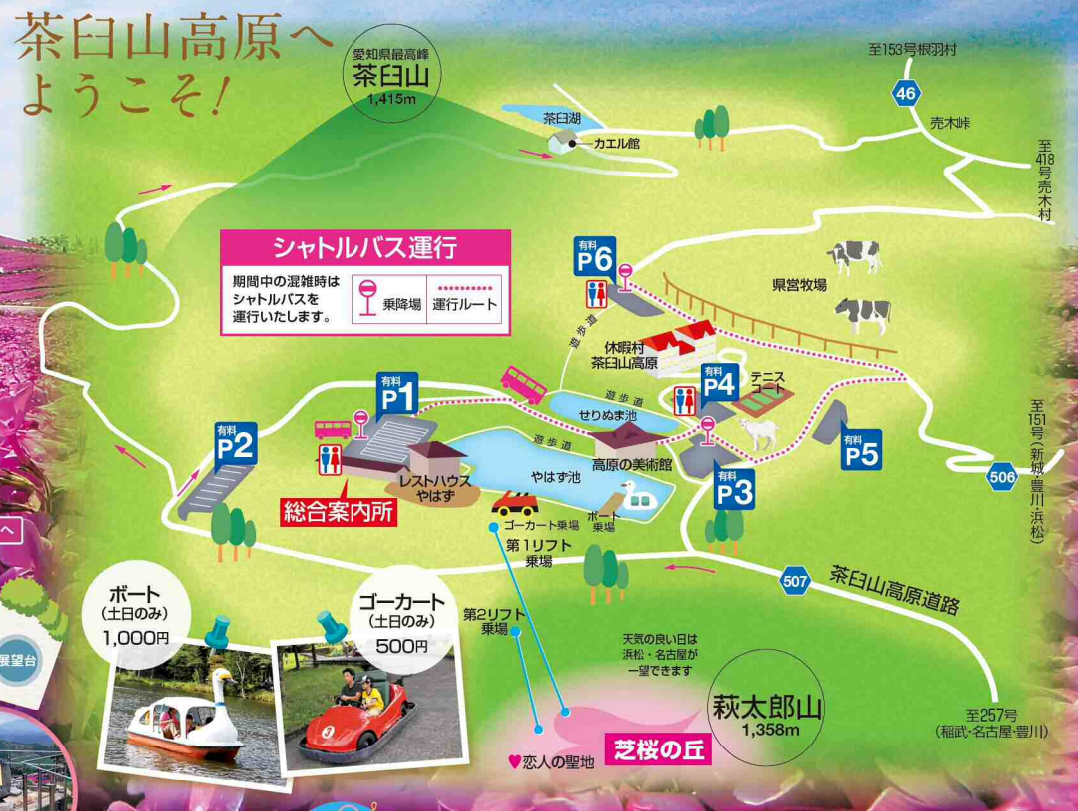 茶臼山高原へ
ようこそ!
愛知県最高峰
茶臼山
1,415m
至153号根羽村
46
売木峠
至418号売木村
茶臼湖
カエル館
シャトルバス運行
期間中の混雑時は
シャトルバスを
運行いたします。
乗降場
運行ルート
有料
P6
県営牧場
遊歩道
休暇村
茶臼山高原
有料
P4
テニス
コート
有料
P1
遊歩道
せりぬま池
有料
P2
遊歩道
高原の美術館
有料
P5
至151号(新城・豊川・浜松)
506
レストハウス
やはず
やはず池
有料
P3
総合案内所
ゴーカート乗場
ボート
乗場
第1リフト
乗場
507
茶臼山高原道路
へ
ボート
(土日のみ)
1,000円
ゴーカート
(土日のみ)
500円
第2リフト
乗場
天気の良い日は
浜松・名古屋が
一望できます
展望台
萩太郎山
1,358m
至257号
(稲武・名古屋・豊川)
♥恋人の聖地
芝桜の丘